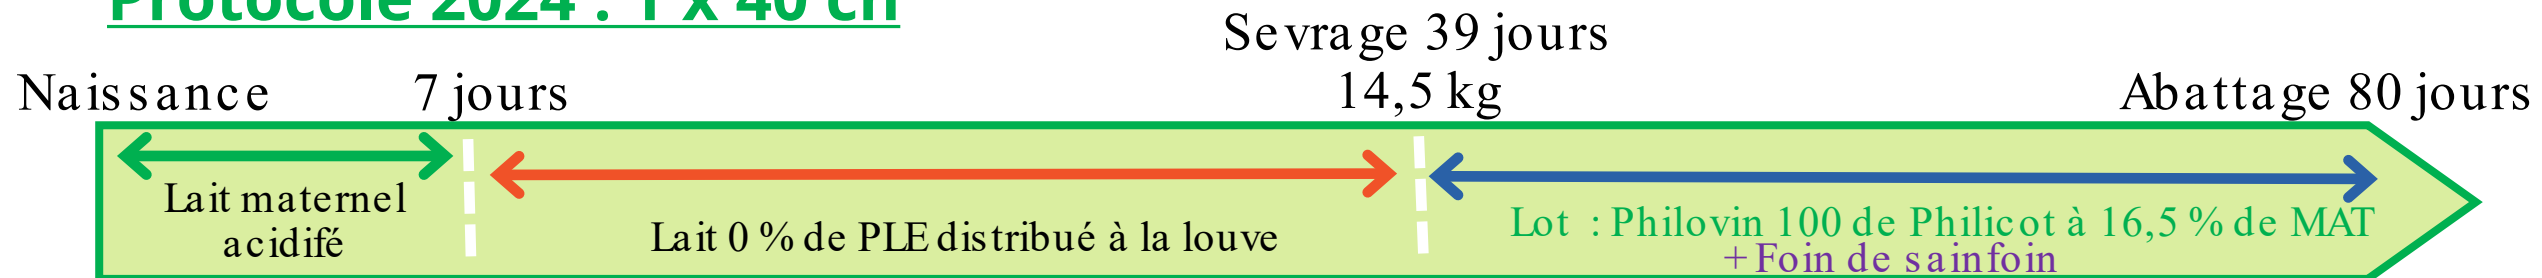 Protocole 2024 : 1 x 40 ch
Sevrage 39 jours
Naissance 7 jours 14,5 kg Abattage 80 jours
Lait maternel
acidifé
Lait 0 % de PLE distribué à la louve
Lot : Philovin 100 de Philicot à 16,5 % de MAT
+ Foin de sainfoin